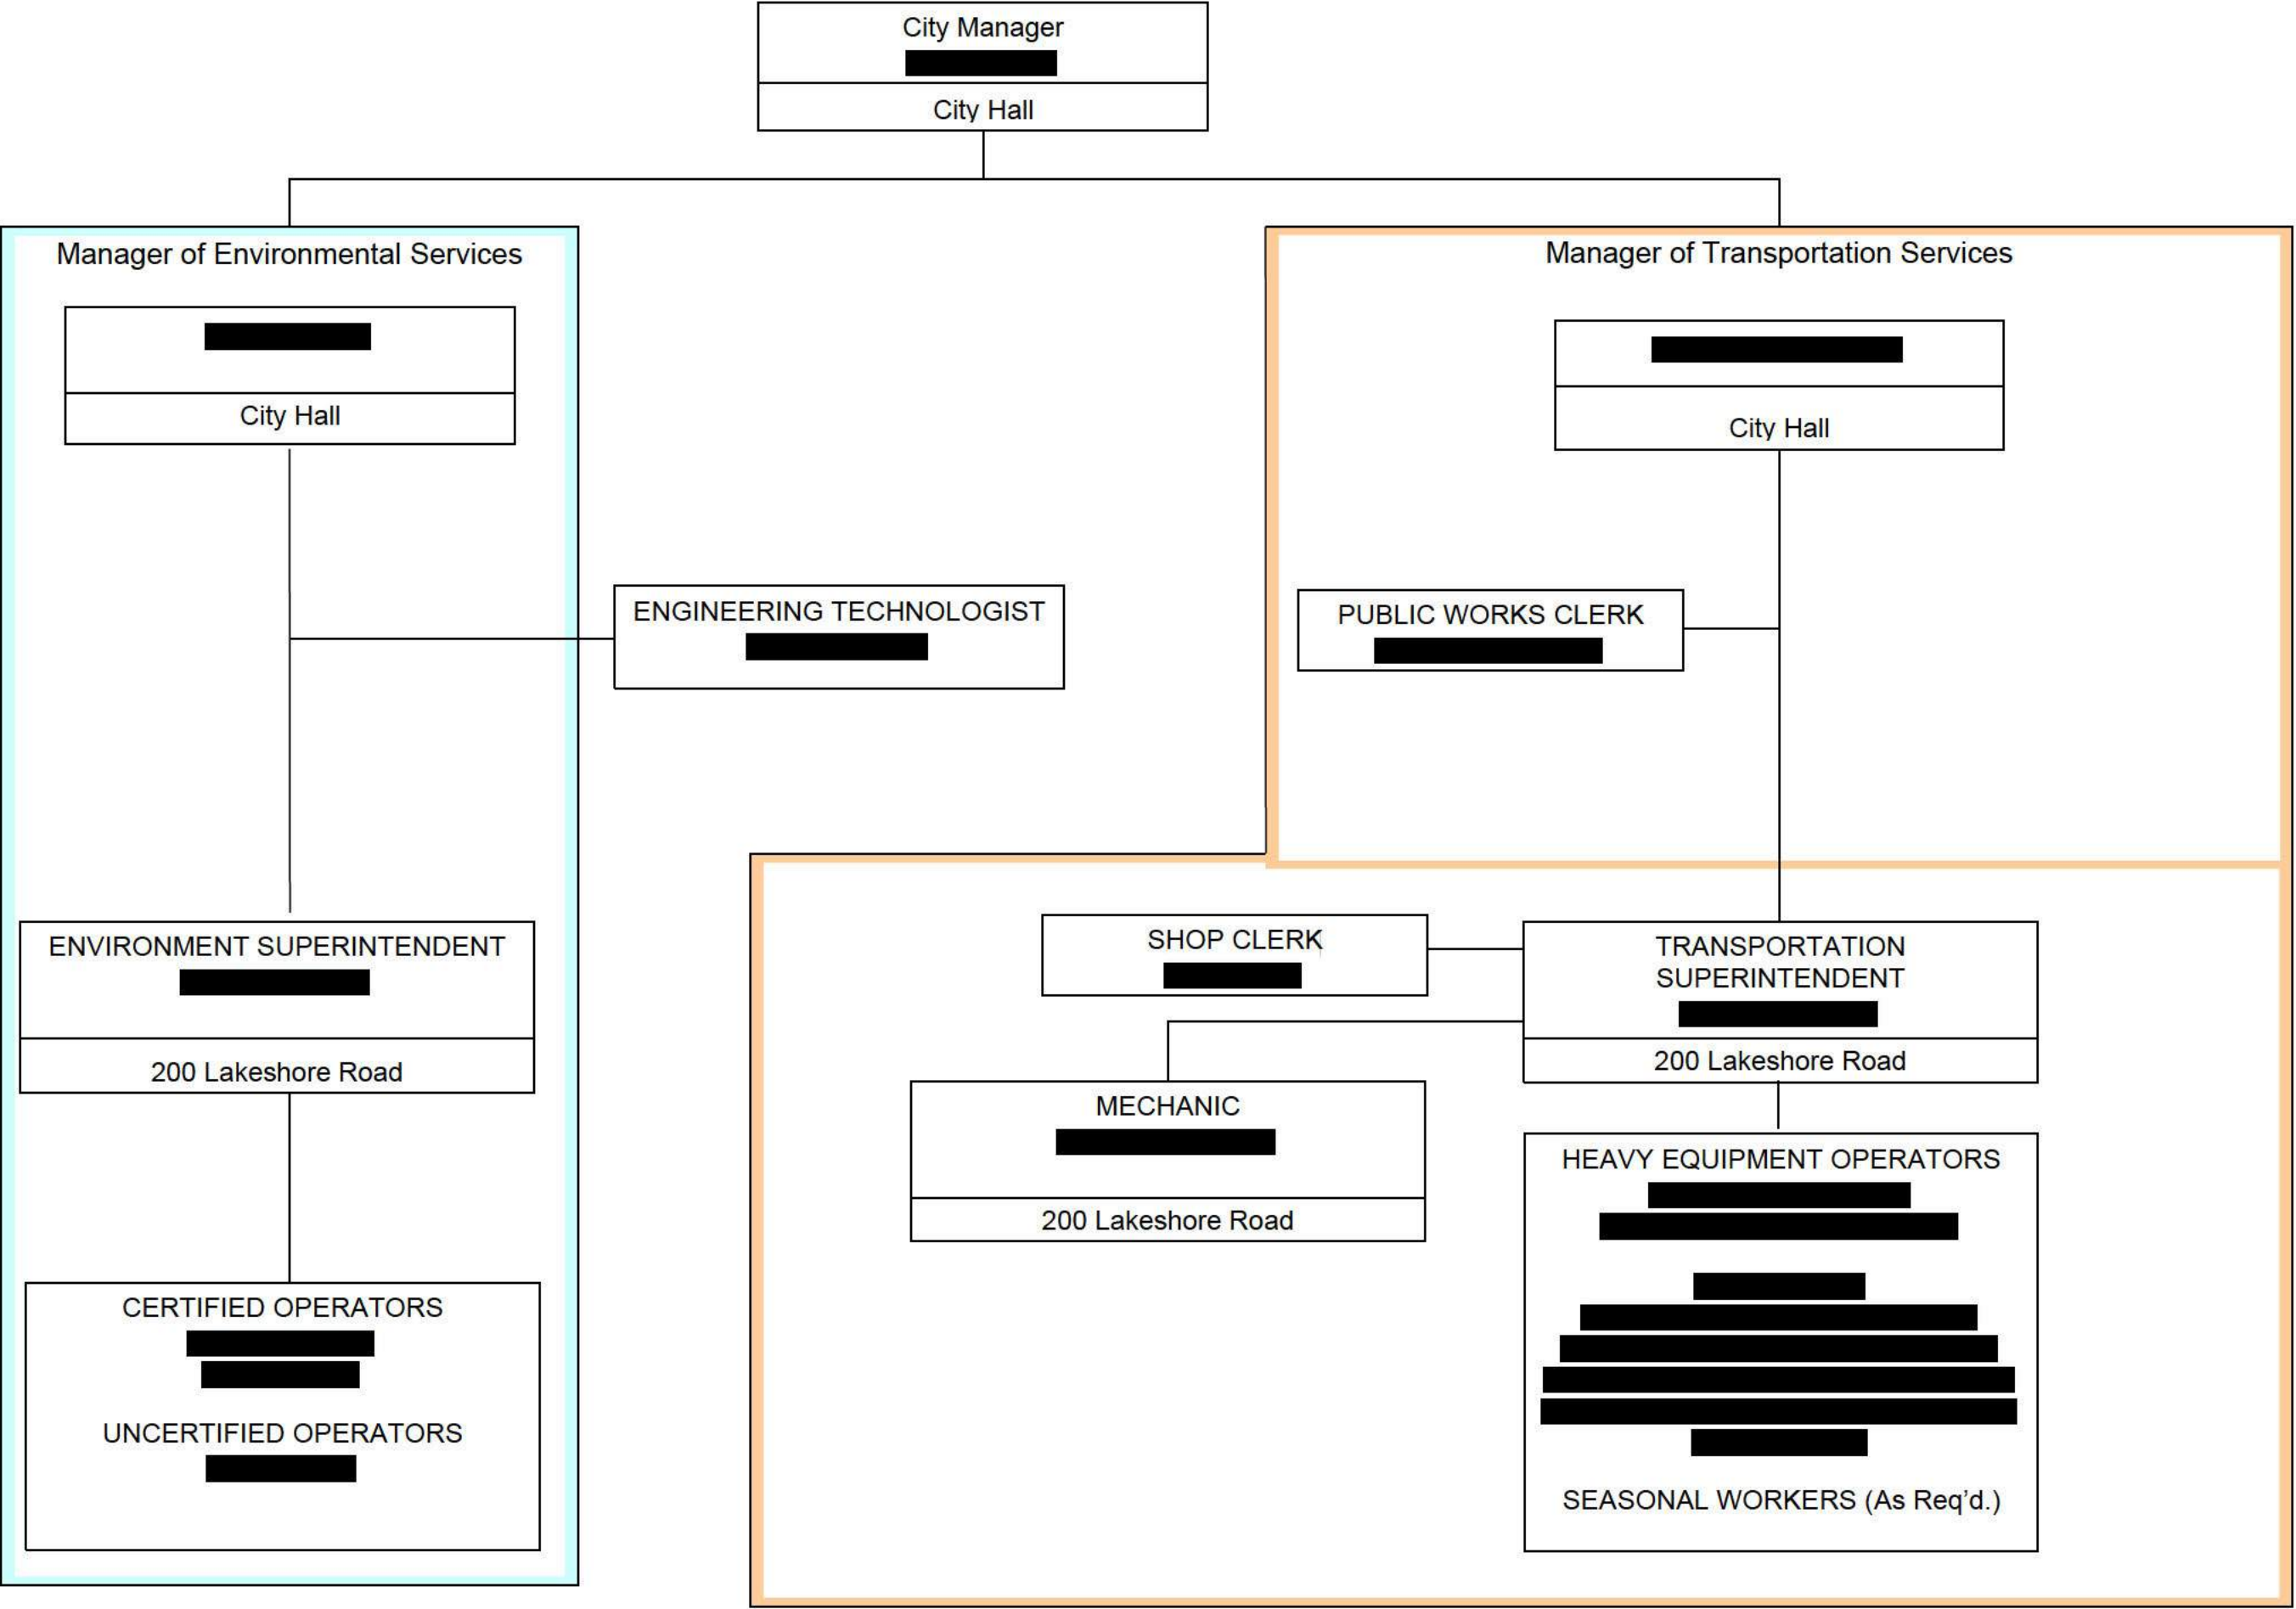 City Manager
City Hall
Manager of Environmental Services
City Hall
Manager of Transportation Services
City Hall
ENGINEERING TECHNOLOGIST
PUBLIC WORKS CLERK
ENVIRONMENT SUPERINTENDENT
200 Lakeshore Road
SHOP CLERK
TRANSPORTATION
SUPERINTENDENT
200 Lakeshore Road
MECHANIC
200 Lakeshore Road
HEAVY EQUIPMENT OPERATORS
SEASONAL WORKERS (As Req’d.)
CERTIFIED OPERATORS
UNCERTIFIED OPERATORS